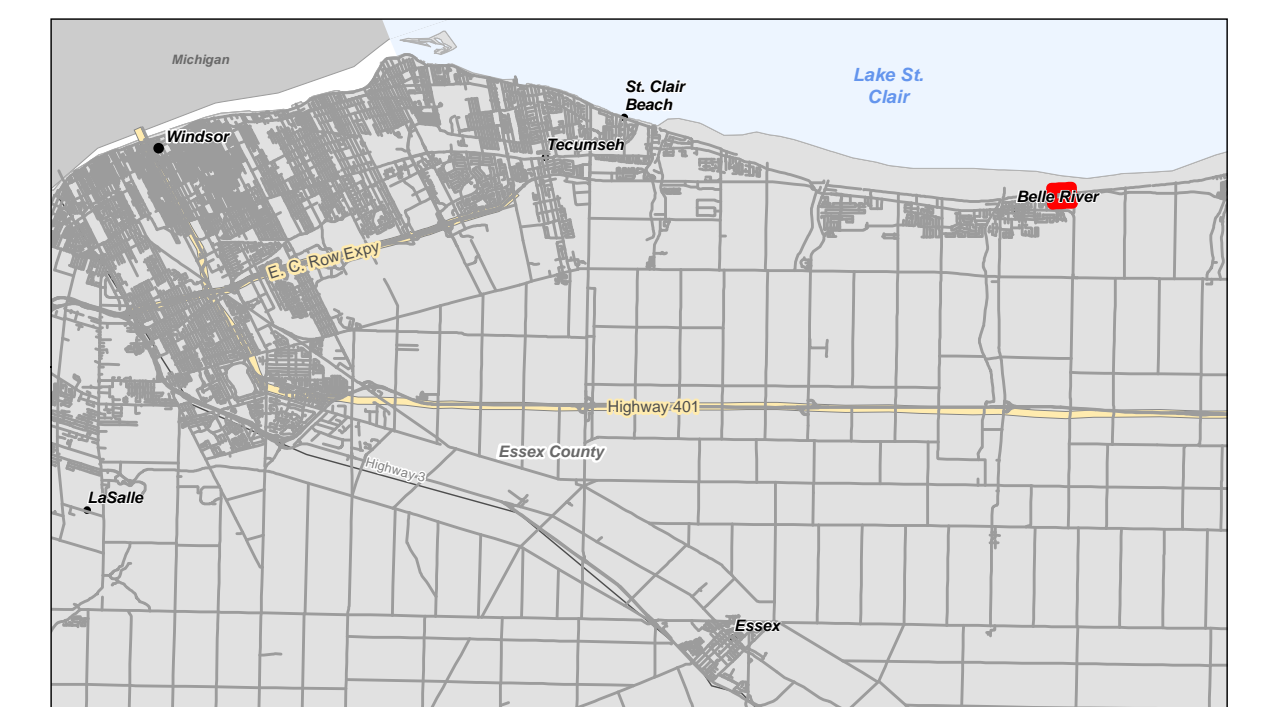 Michigan
Lake St.
Clair
St. Clair
Beach
Windsor
Tecumseh
Belle River
E. C. Row Expy
Highway 401
Essex County
Highway 3
LaSalle
Essex